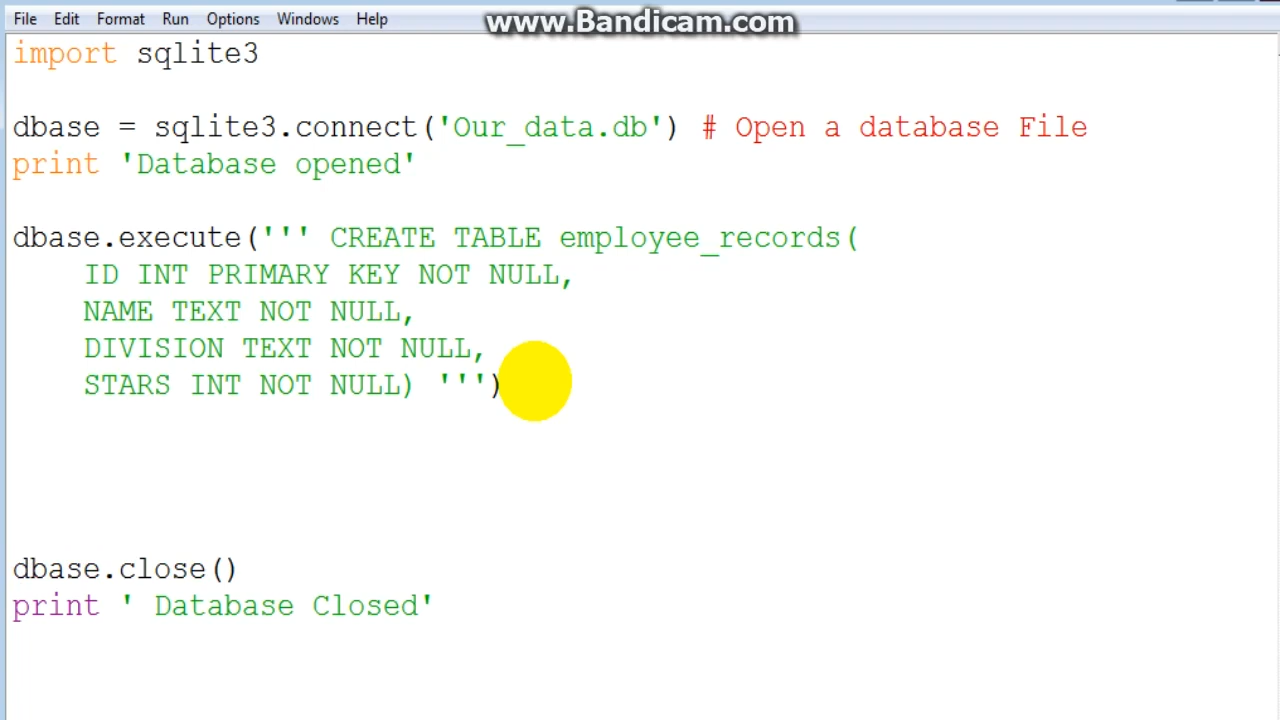 File Edit Format Run Options Windows Help
www.Bandicam.com
import sqlite3
dbase = sqlite3.connect('Our_data.db') # Open a database File
print 'Database opened'
dbase.execute(''' CREATE TABLE employee_records(
    ID INT PRIMARY KEY NOT NULL,
    NAME TEXT NOT NULL,
    DIVISION TEXT NOT NULL,
    STARS INT NOT NULL) ''')
dbase.close()
print ' Database Closed'